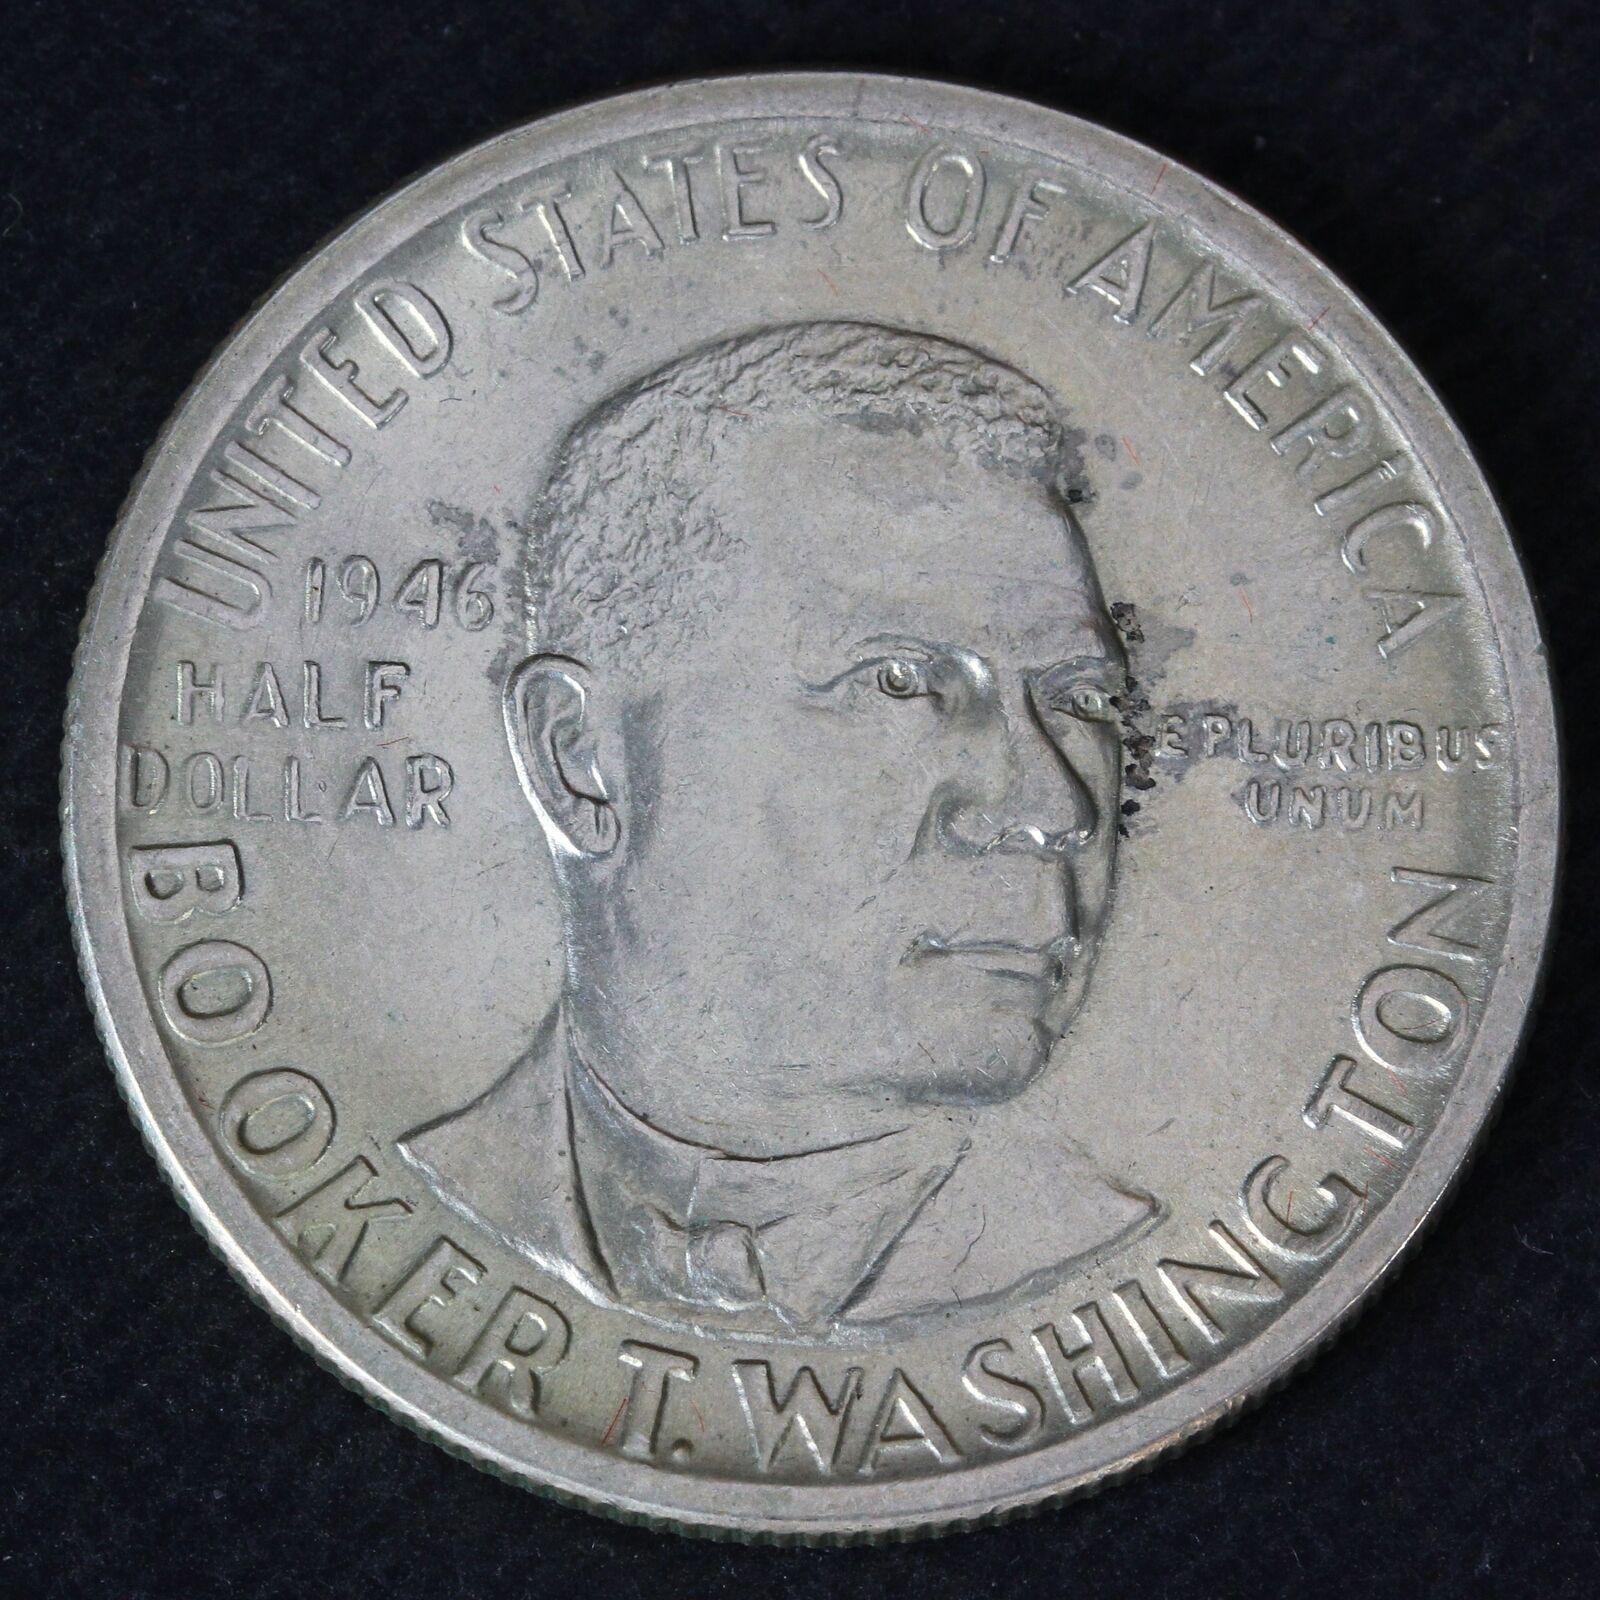 UNITED STATES OF AMERICA
1946
HALF
DOLLAR
E PLURIBUS
UNUM
BOOKER T. WASHINGTON